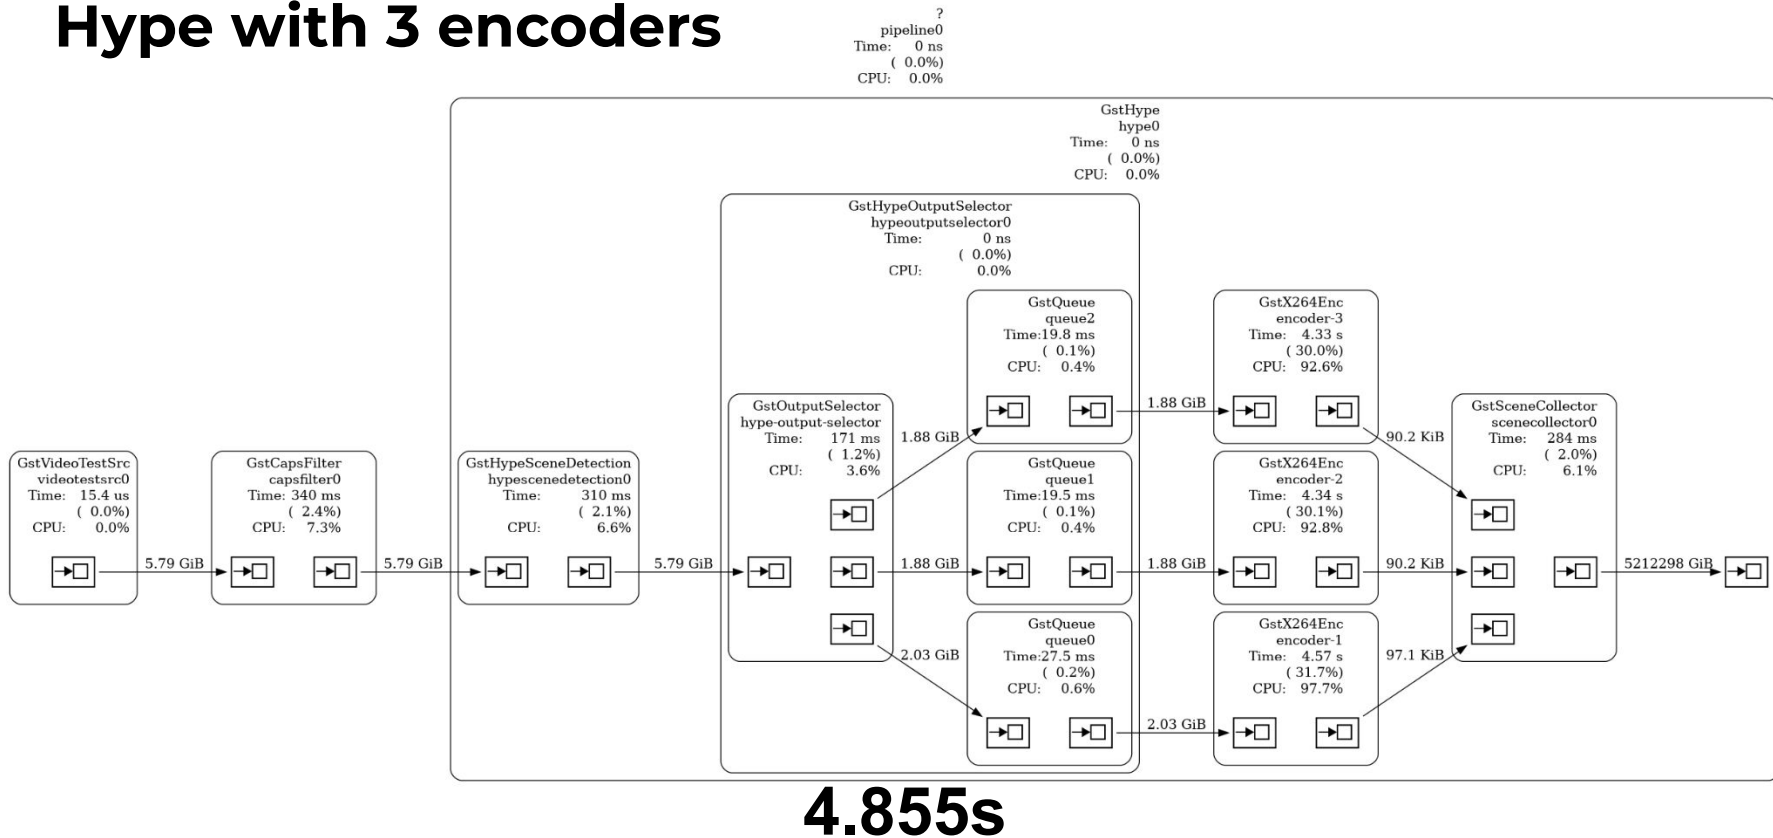 Hype with 3 encoders
?
pipeline0
Time: 0 ns
( 0.0%)
CPU: 0.0%
GstHype
hype0
Time: 0 ns
( 0.0%)
CPU: 0.0%
GstHypeOutputSelector
hypeoutputselector0
Time: 0 ns
( 0.0%)
CPU: 0.0%
GstVideoTestSrc
videotestsrc0
Time: 15.4 us
( 0.0%)
CPU: 0.0%
5.79 GiB
GstCapsFilter
capsfilter0
Time: 340 ms
( 2.4%)
CPU: 7.3%
5.79 GiB
GstHypeSceneDetection
hypescenedetection0
Time: 310 ms
( 2.1%)
CPU: 6.6%
5.79 GiB
GstOutputSelector
hype-output-selector
Time: 171 ms
( 1.2%)
CPU: 3.6%
1.88 GiB
1.88 GiB
2.03 GiB
GstQueue
queue2
Time:19.8 ms
( 0.1%)
CPU: 0.4%
1.88 GiB
GstX264Enc
encoder-3
Time: 4.33 s
( 30.0%)
CPU: 92.6%
90.2 KiB
GstQueue
queue1
Time:19.5 ms
( 0.1%)
CPU: 0.4%
1.88 GiB
GstX264Enc
encoder-2
Time: 4.34 s
( 30.1%)
CPU: 92.8%
90.2 KiB
GstQueue
queue0
Time:27.5 ms
( 0.2%)
CPU: 0.6%
2.03 GiB
GstX264Enc
encoder-1
Time: 4.57 s
( 31.7%)
CPU: 97.7%
97.1 KiB
GstSceneCollector
scenecollector0
Time: 284 ms
( 2.0%)
CPU: 6.1%
5212298 GiB
4.855s